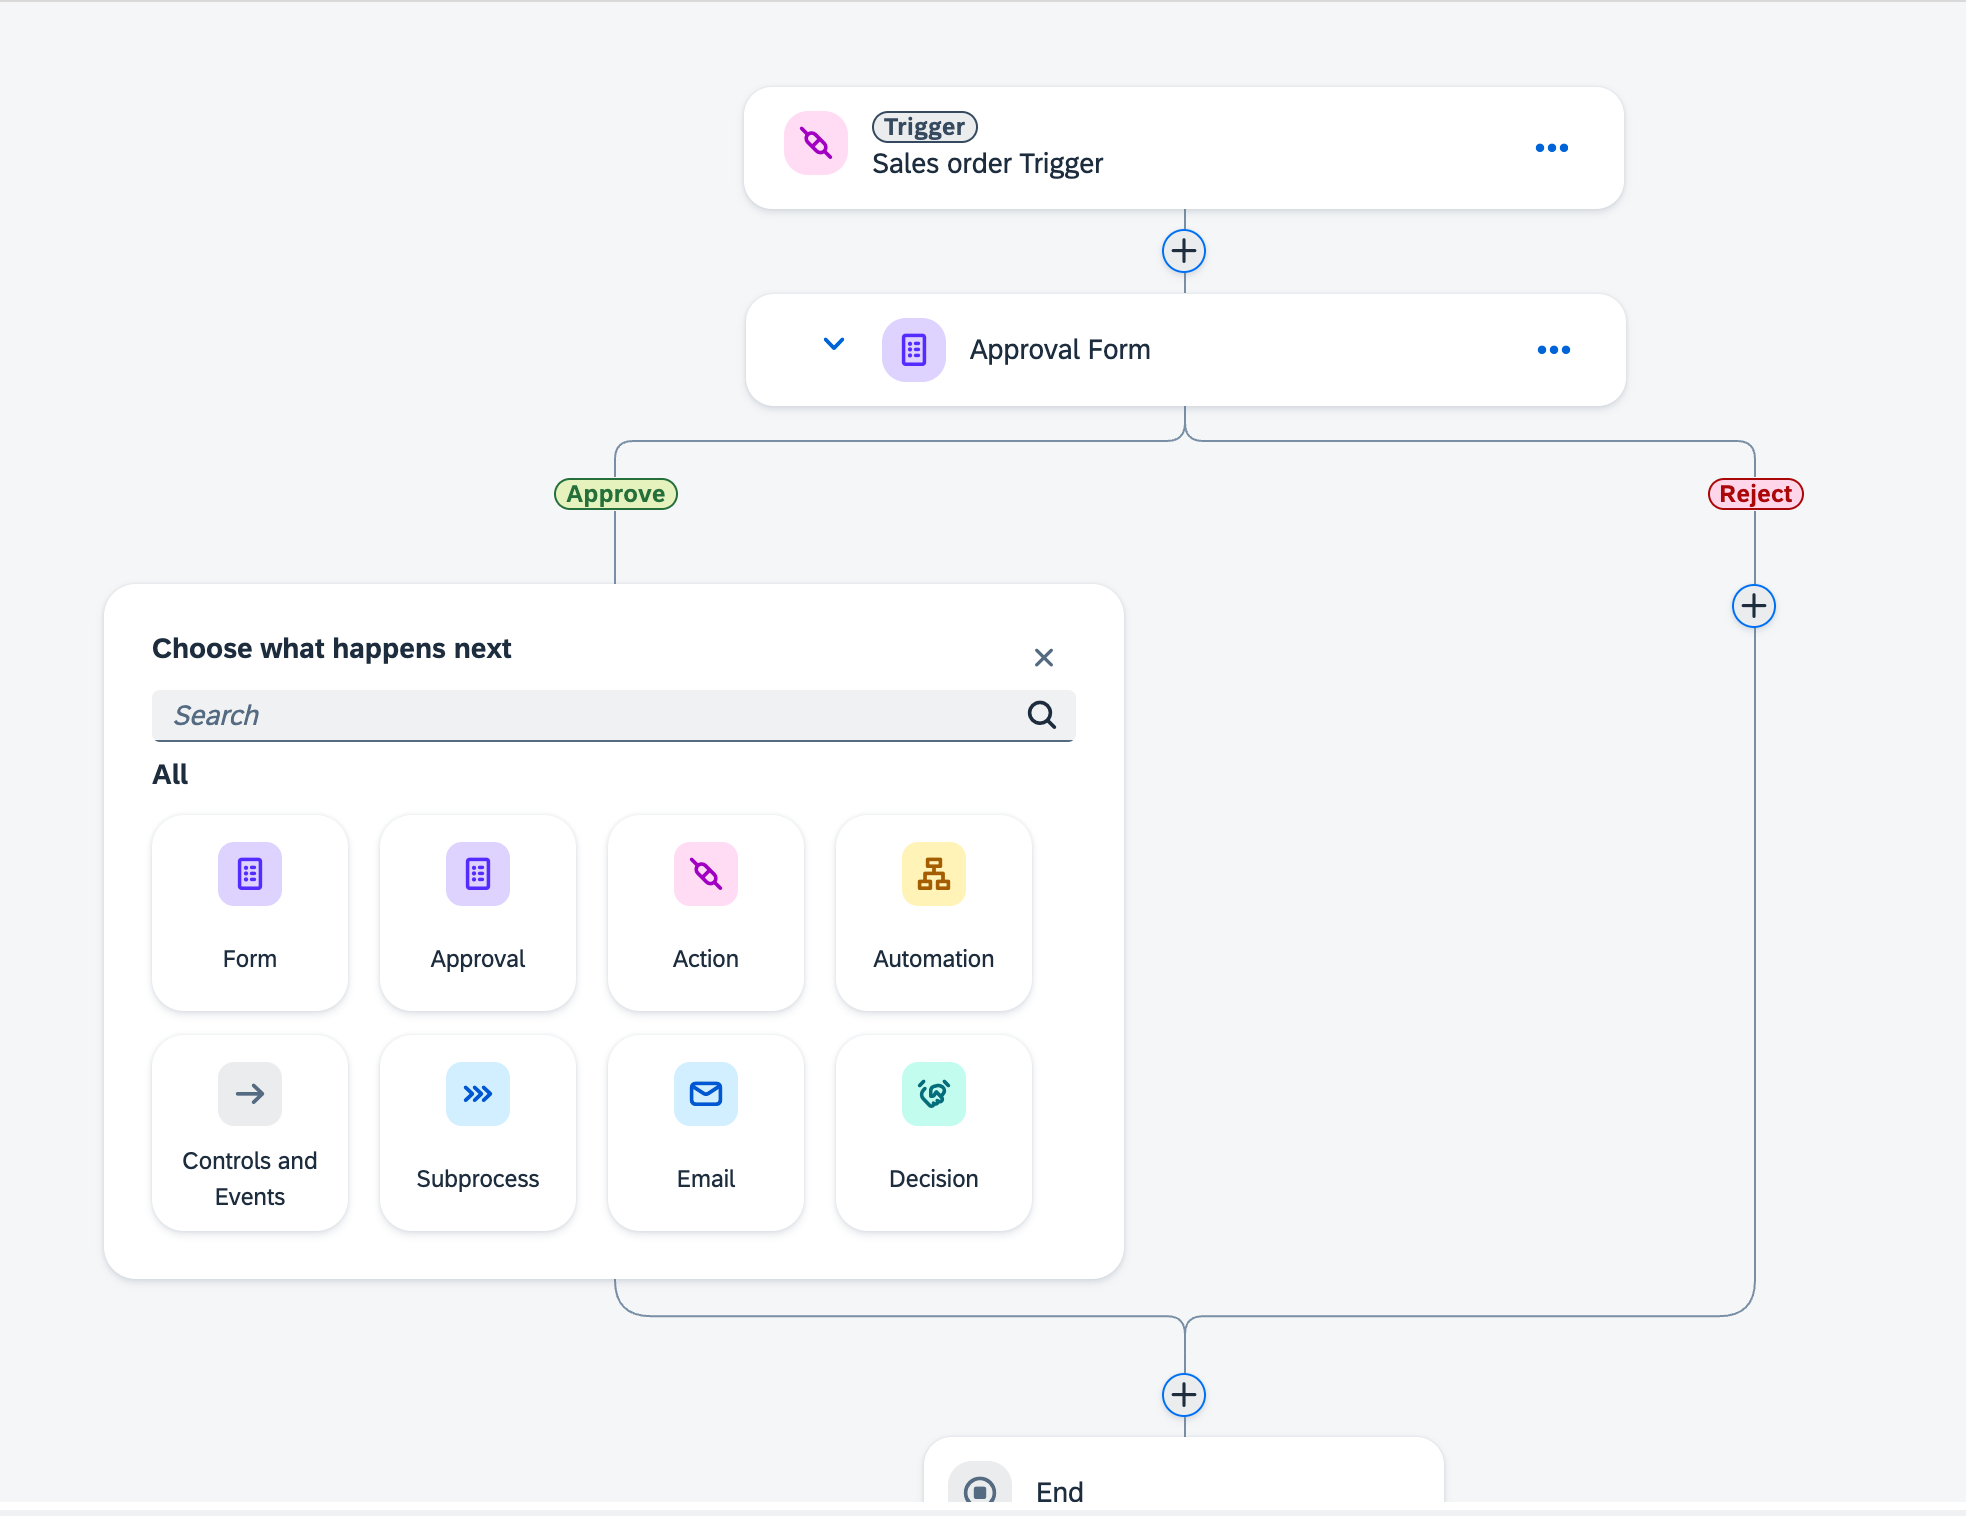 Trigger
Sales order Trigger
Approval Form
Approve
Reject
Choose what happens next
Search
All
Form
Approval
Action
Automation
Controls and
Events
Subprocess
Email
Decision
End